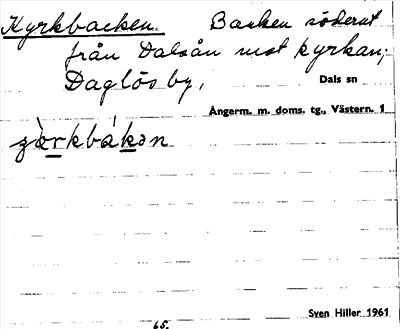 Kyrkbacken. Backen söderut
från Dalsån mot kyrkan;
Daglösby,
Dals sn
Ångerm. m. doms. tg., Västern. 1
Sven Hiller 1961
65.